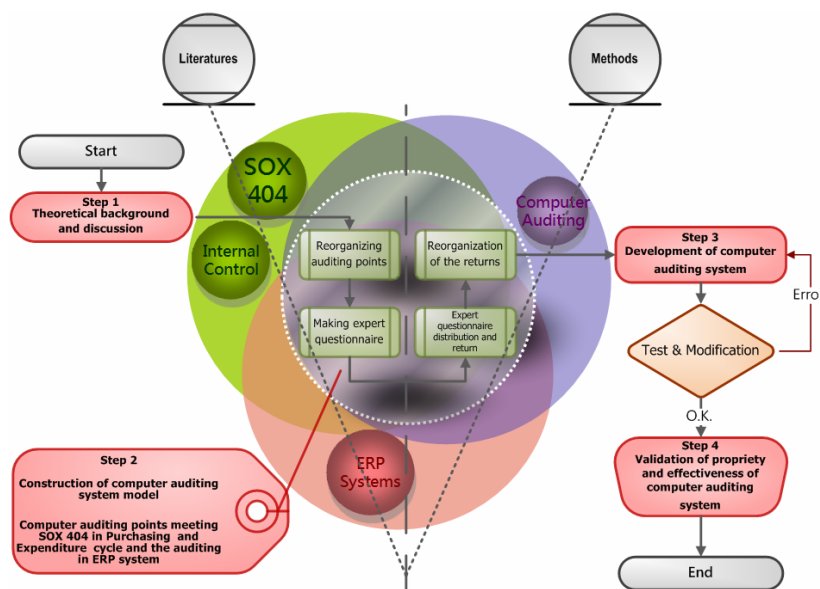 Literatures
Methods
Start
Step 1
Theoretical background
and discussion
SOX
404
Internal
Control
Computer
Auditing
Reorganizing
auditing points
Reorganization
of the returns
Making expert
questionnaire
Expert
questionnaire
distribution and
return
ERP
Systems
Step 2
Construction of computer auditing
system model
Computer auditing points meeting
SOX 404 in Purchasing and
Expenditure cycle and the auditing
in ERP system
Step 3
Development of computer
auditing system
Erro
Test & Modification
O.K.
Step 4
Validation of propriety
and effectiveness of
computer auditing
system
End